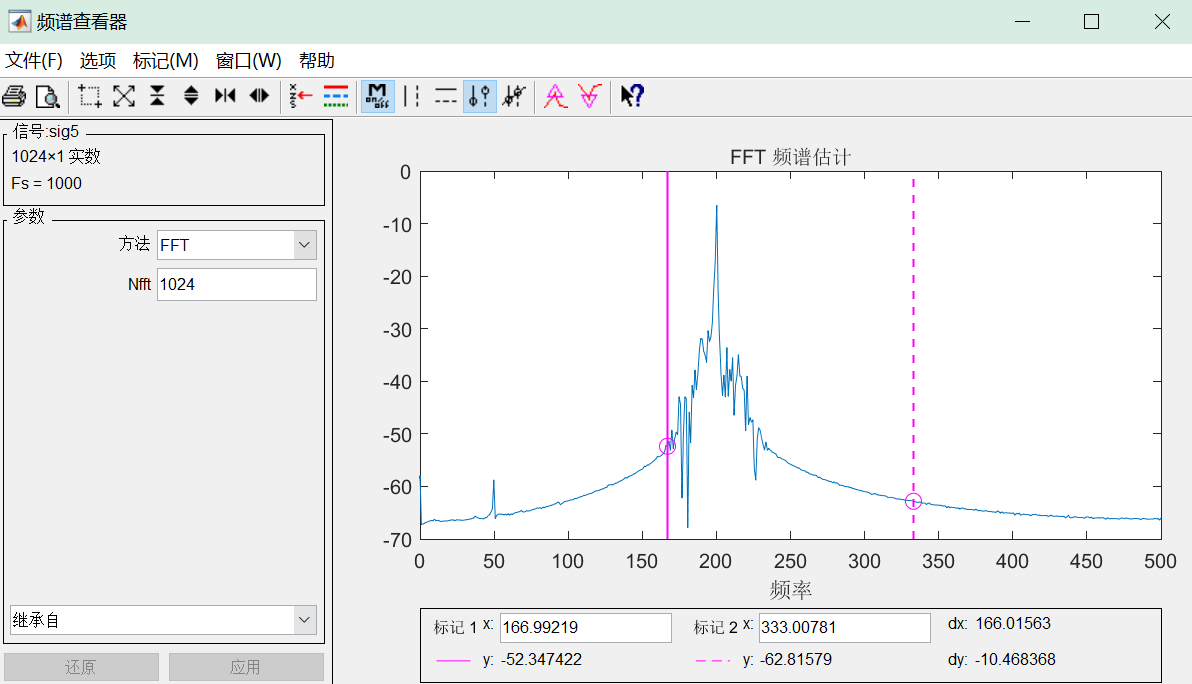 频谱查看器
文件(F) 选项 标记(M) 窗口(W) 帮助
M on/off
信号:sig5
1024×1 实数
Fs = 1000
参数
方法 FFT
Nfft 1024
继承自
还原 应用
FFT 频谱估计
0
-10
-20
-30
-40
-50
-60
-70
0 50 100 150 200 250 300 350 400 450 500
频率
标记 1 x: 166.99219 标记 2 x: 333.00781 dx: 166.01563
y: -52.347422 y: -62.81579 dy: -10.468368